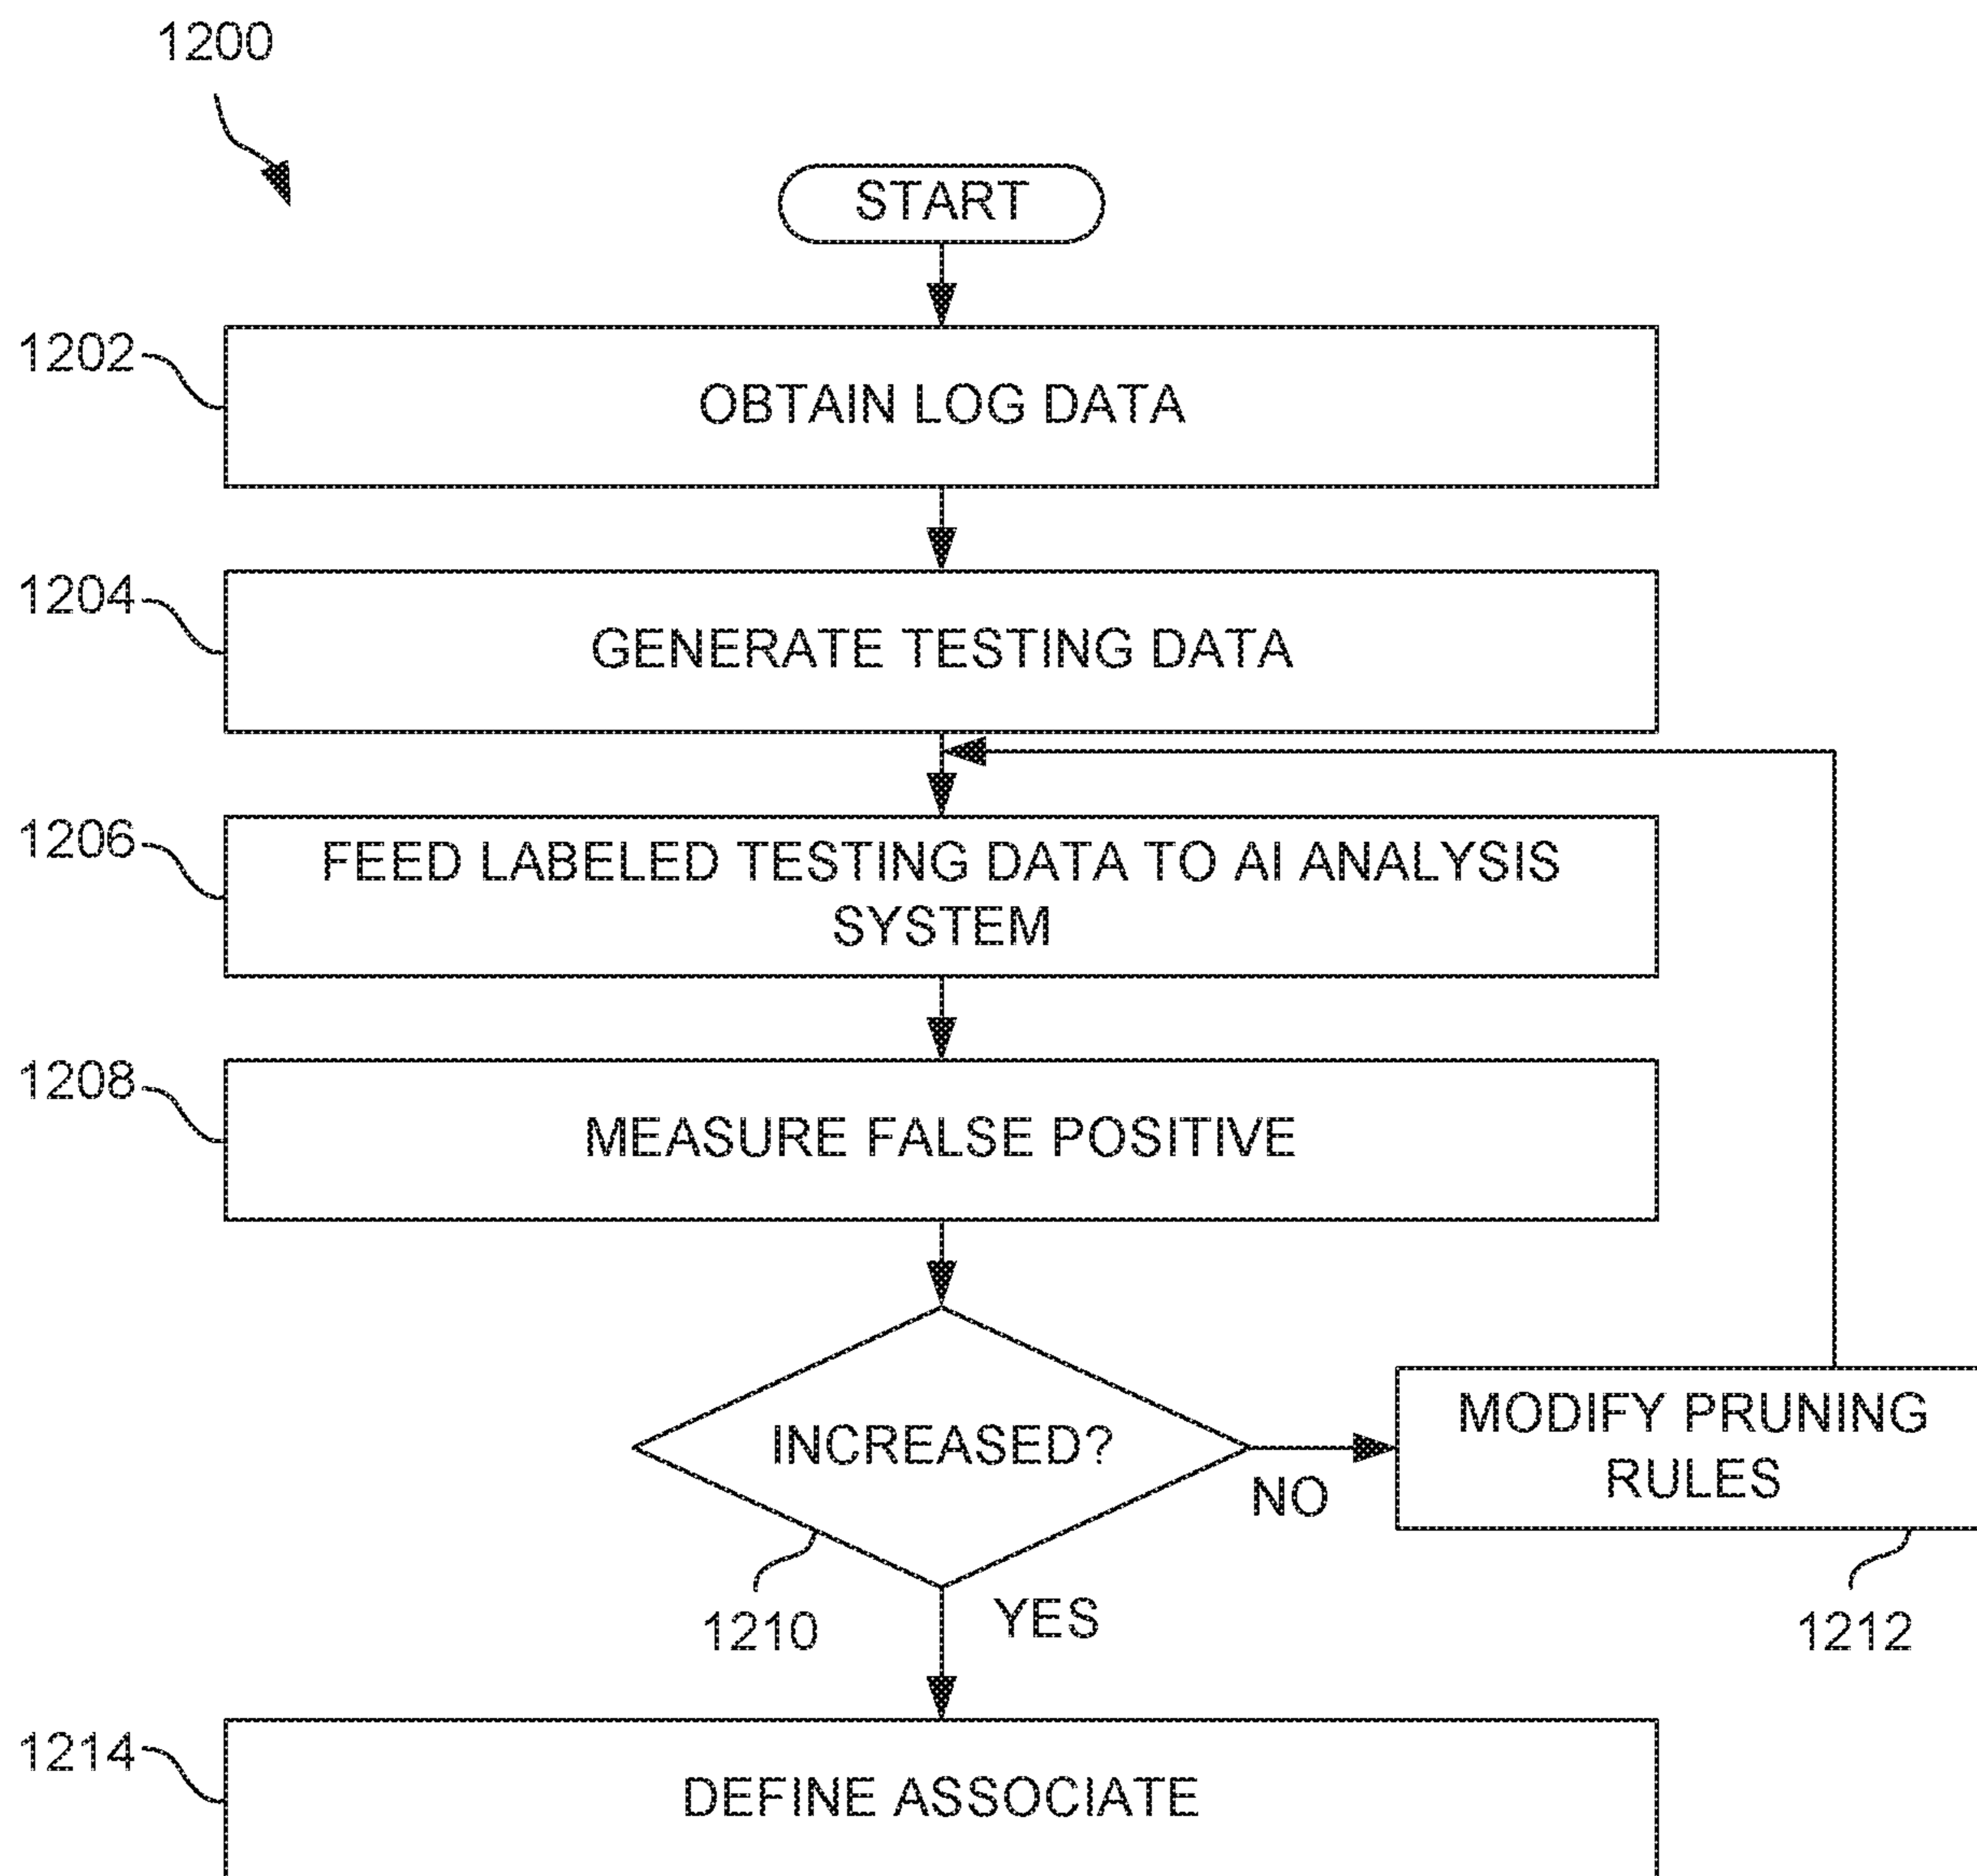 1200
START
1202
OBTAIN LOG DATA
1204
GENERATE TESTING DATA
1206
FEED LABELED TESTING DATA TO AI ANALYSIS
SYSTEM
1208
MEASURE FALSE POSITIVE
INCREASED?
NO
MODIFY PRUNING
RULES
1210
YES
1212
1214
DEFINE ASSOCIATE